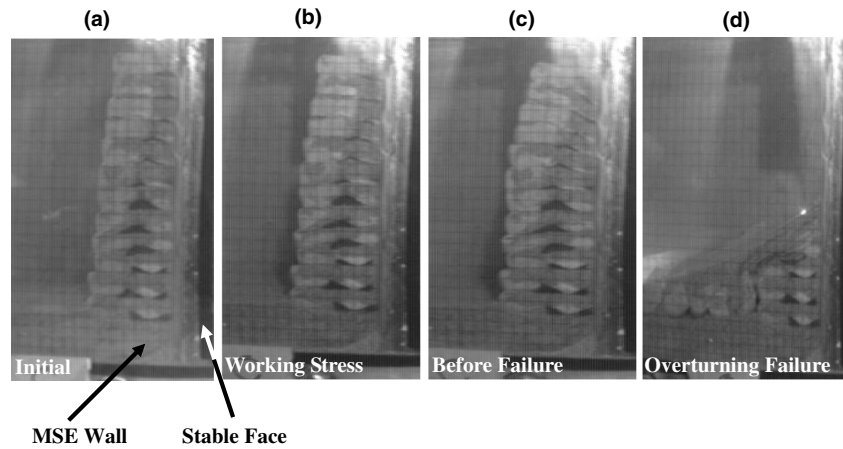 (a)
(b)
(c)
(d)
Initial
Working Stress
Before Failure
Overturning Failure
MSE Wall
Stable Face